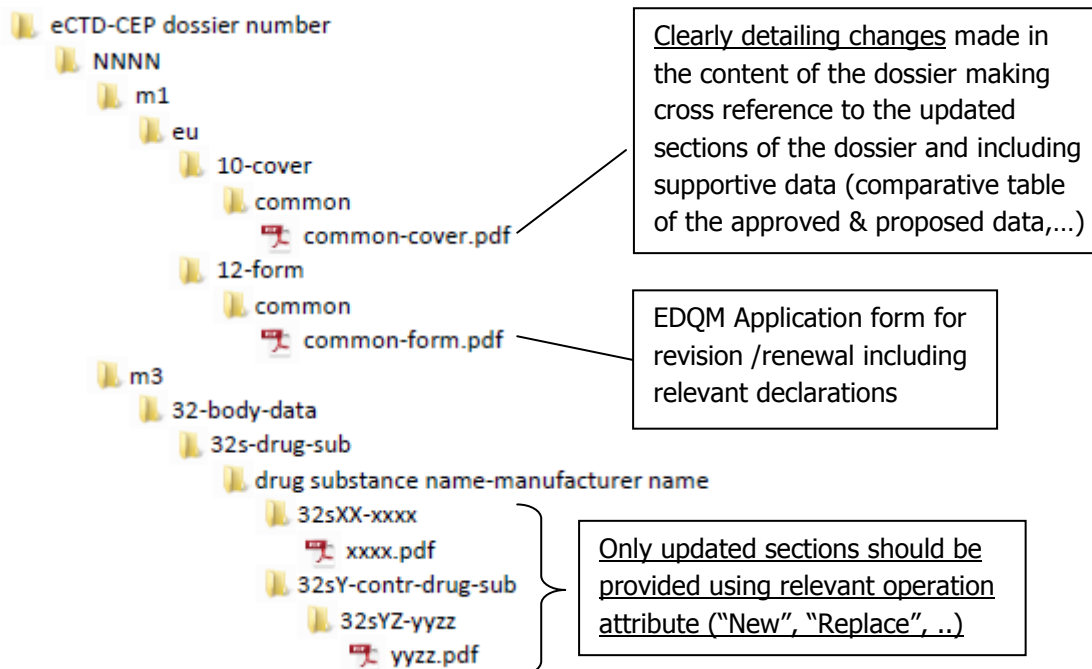 eCTD-CEP dossier number
NNNN
m1
eu
10-cover
common
common-cover.pdf
12-form
common
common-form.pdf
m3
32-body-data
32s-drug-sub
drug substance name-manufacturer name
32sXX-xxxx
xxxx.pdf
32sY-contr-drug-sub
32sYZ-yyzz
yyzz.pdf
Clearly detailing changes made in
the content of the dossier making
cross reference to the updated
sections of the dossier and including
supportive data (comparative table
of the approved & proposed data,…)
EDQM Application form for
revision /renewal including
relevant declarations
Only updated sections should be
provided using relevant operation
attribute (“New”, “Replace”, ..)